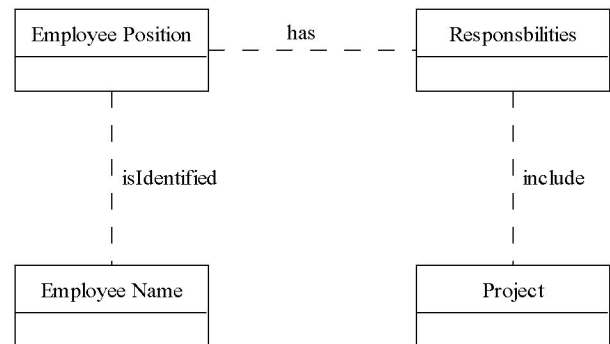 Employee Position
has
Responsbilities
isIdentified
include
Employee Name
Project